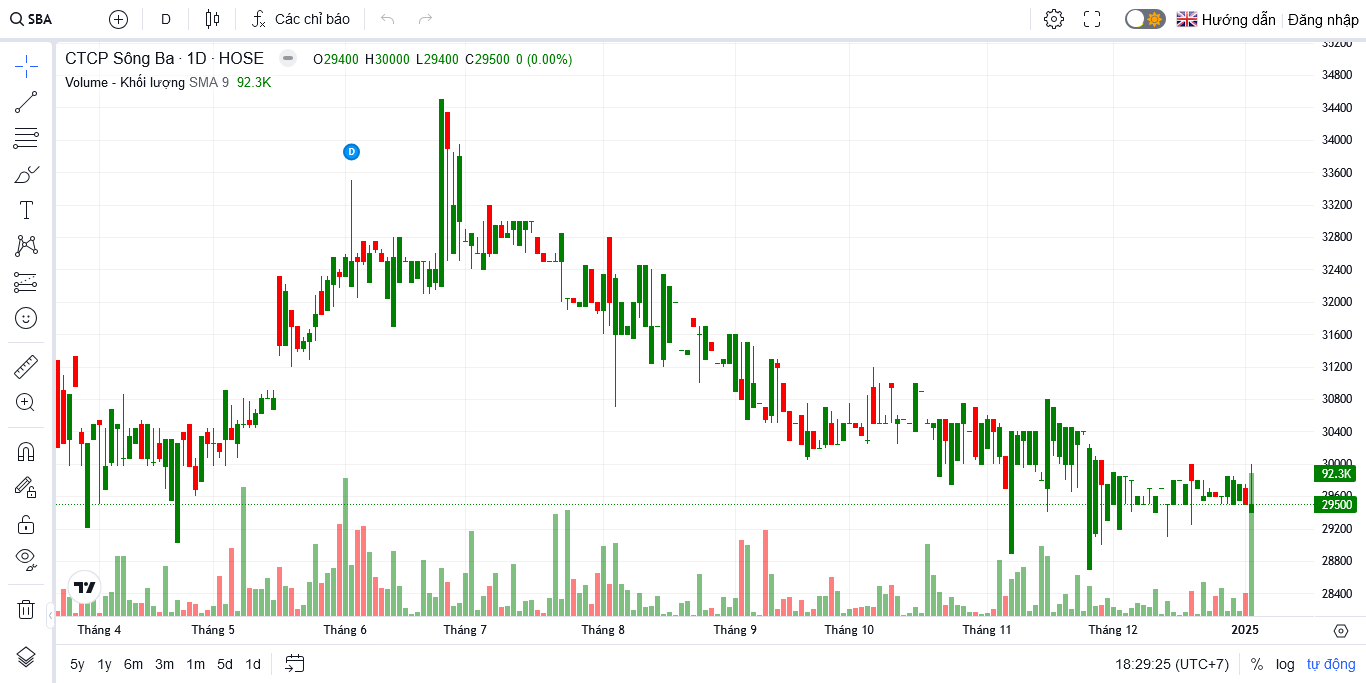 SBA D Các chỉ báo Hướng dẫn Đăng nhập
CTCP Sông Ba · 1D · HOSE O29400 H30000 L29400 C29500 0 (0.00%)
Volume - Khối lượng SMA 9 92.3K
D
35200
34800
34400
34000
33600
33200
32800
32400
32000
31600
31200
30800
30400
30000
92.3K
29600
29500
29200
28800
28400
Tháng 4 Tháng 5 Tháng 6 Tháng 7 Tháng 8 Tháng 9 Tháng 10 Tháng 11 Tháng 12 2025
5y 1y 6m 3m 1m 5d 1d 18:29:25 (UTC+7) % log tự động